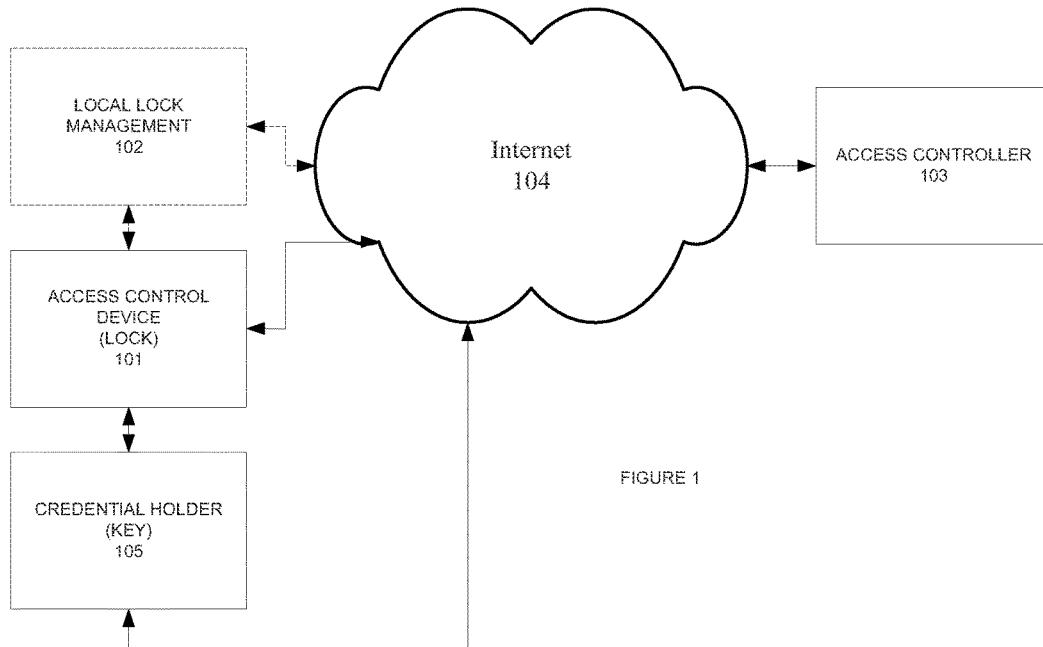 LOCAL LOCK
MANAGEMENT
102
Internet
104
ACCESS CONTROLLER
103
ACCESS CONTROL
DEVICE
(LOCK)
101
CREDENTIAL HOLDER
(KEY)
105
FIGURE 1